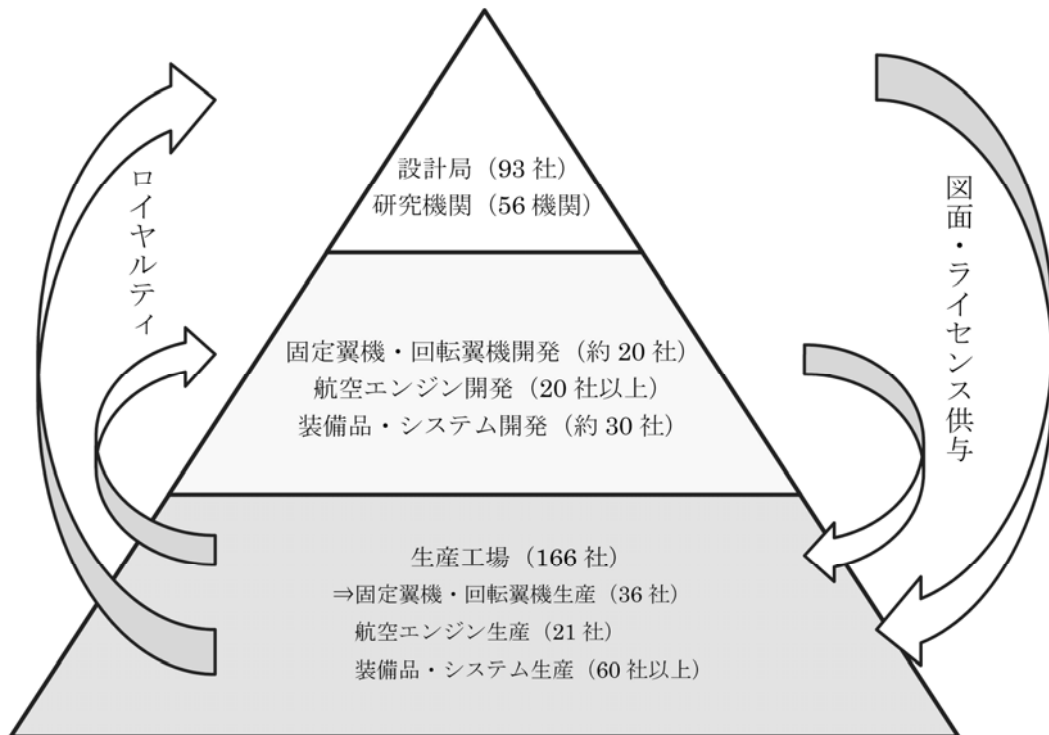 設計局（93 社）
研究機関（56 機関）
ロイヤルティ
図面・ライセンス供与
固定翼機・回転翼機開発（約 20 社）
航空エンジン開発（20 社以上）
装備品・システム開発（約 30 社）
生産工場（166 社）
⇒固定翼機・回転翼機生産（36 社）
航空エンジン生産（21 社）
装備品・システム生産（60 社以上）